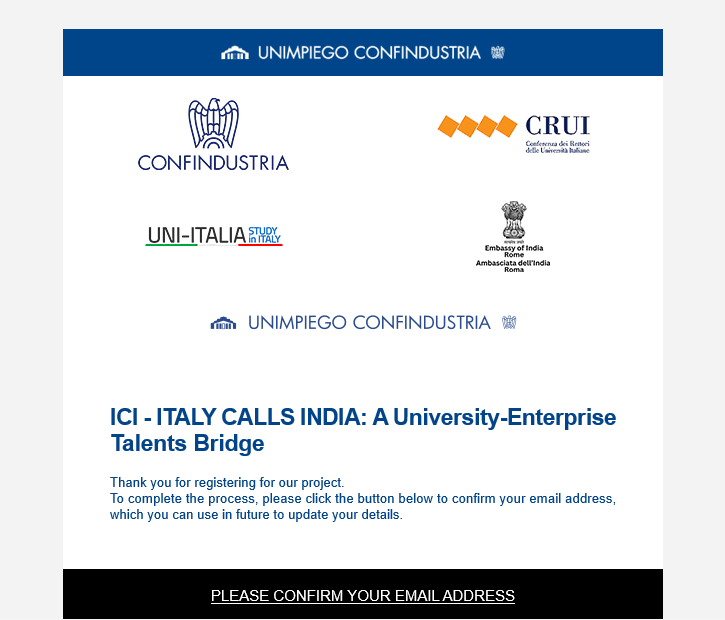 UNIMPIEGO CONFINDUSTRIA
CONFINDUSTRIA
CRUI
Conferenza dei Rettori
delle Università Italiane
UNI-ITALIA STUDY
in ITALY
Embassy of India
Rome
Ambasciata dell'India
Roma
UNIMPIEGO CONFINDUSTRIA
ICI - ITALY CALLS INDIA: A University-Enterprise
Talents Bridge
Thank you for registering for our project.
To complete the process, please click the button below to confirm your email address,
which you can use in future to update your details.
PLEASE CONFIRM YOUR EMAIL ADDRESS